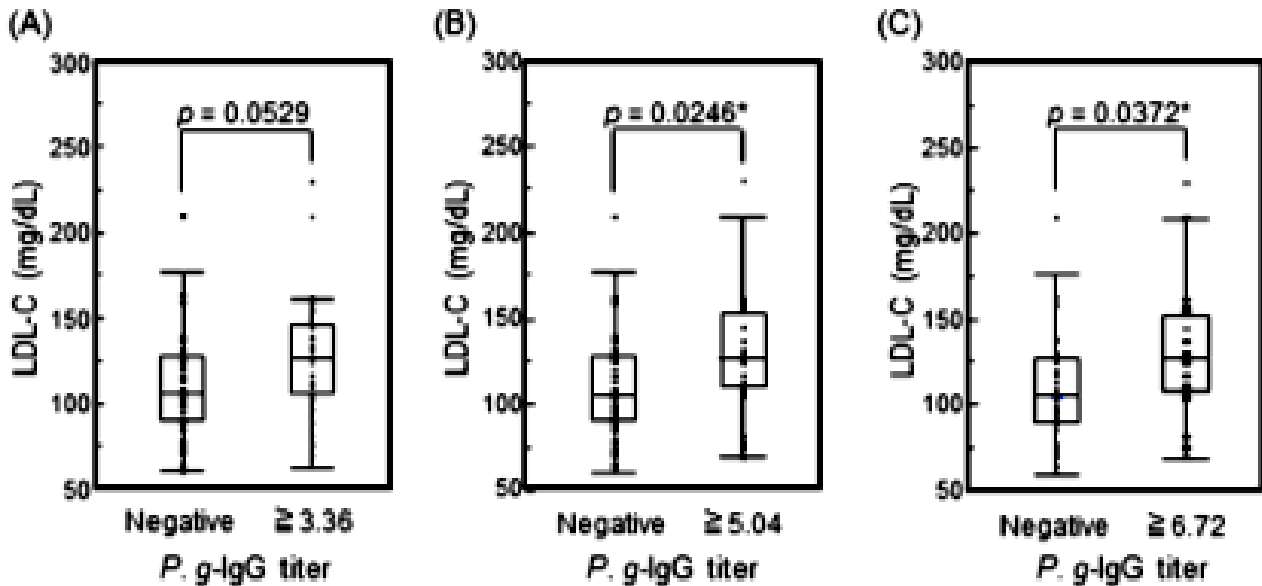 (A)
300
250
200
150
100
50
LDL-C (mg/dL)
p = 0.0529
Negative ≧3.36
P. g-IgG titer
(B)
300
250
200
150
100
50
LDL-C (mg/dL)
p = 0.0246*
Negative ≧5.04
P. g-IgG titer
(C)
300
250
200
150
100
50
LDL-C (mg/dL)
p = 0.0372*
Negative ≧6.72
P. g-IgG titer